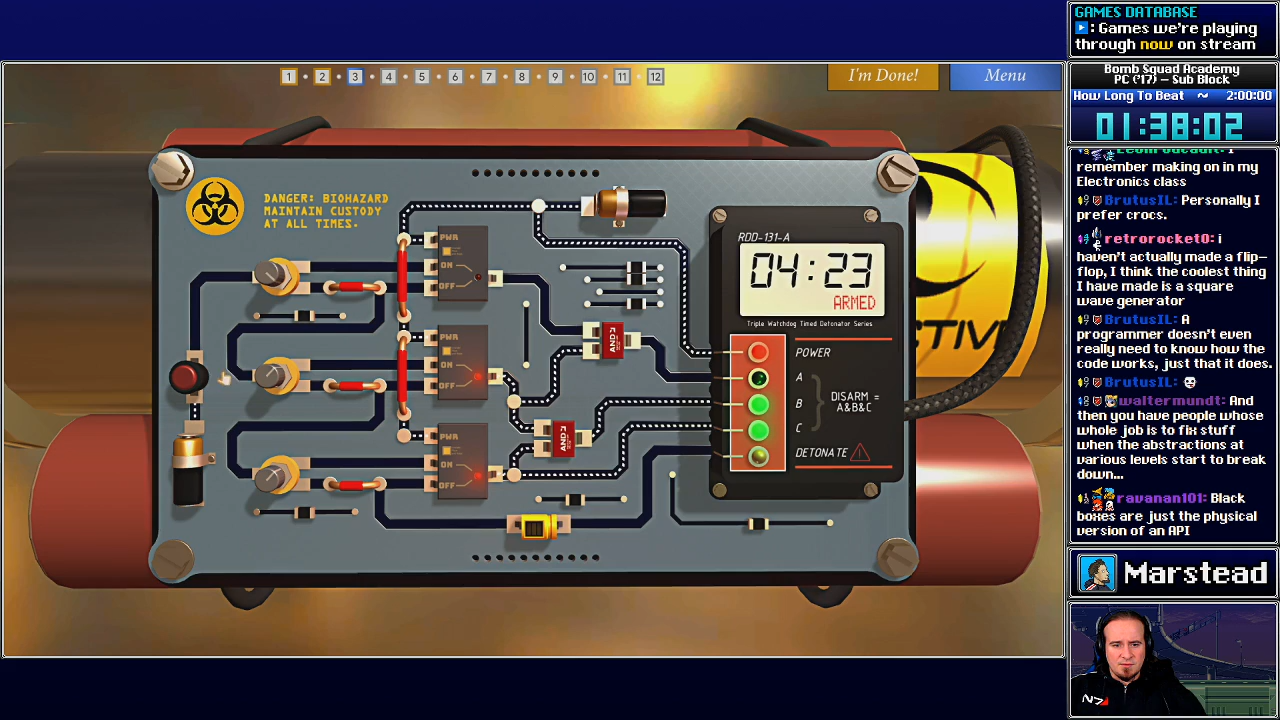 GAMES DATABASE
: Games we're playing
through now on stream
Bomb Squad Academy
PC ('17) – Sub Block
How Long To Beat ~ 2:00:00
01:38:02
1 2 3 4 5 6 7 8 9 10 11 12
I'm Done!
Menu
DANGER: BIOHAZARD
MAINTAIN CUSTODY
AT ALL TIMES.
PWR
ON
OFF
PWR
ON
OFF
PWR
ON
OFF
AND
AND
RDD-131-A
04:23
ARMED
Triple Watchdog Timed Detonator Series
POWER
A
B
C
DISARM =
A&B&C
DETONATE
CTIVE
remember making on in my
Electronics class
BrutusIL: Personally I
prefer crocs.
retrorocket0: i
haven't actually made a flip-
flop, I think the coolest thing
I have made is a square
wave generator
BrutusIL: A
programmer doesn't even
really need to know how the
code works, just that it does.
BrutusIL:
waltermundt: And
then you have people whose
whole job is to fix stuff
when the abstractions at
various levels start to break
down...
ravanan101: Black
boxes are just the physical
version of an API
Marstead
N7